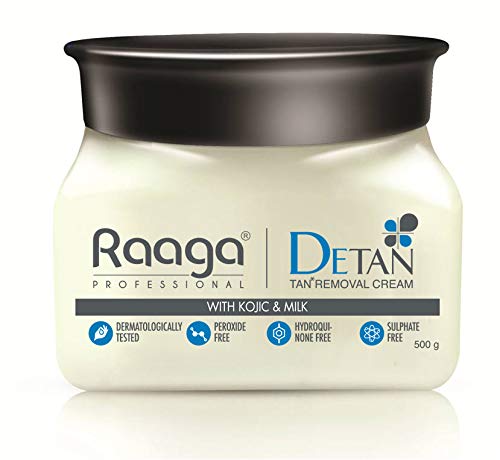 Raaga®
PROFESSIONAL
DETAN
TAN* REMOVAL CREAM
WITH KOJIC & MILK
DERMATOLOGICALLY
TESTED
PEROXIDE
FREE
HYDROQUI-
NONE FREE
SULPHATE
FREE
500 g